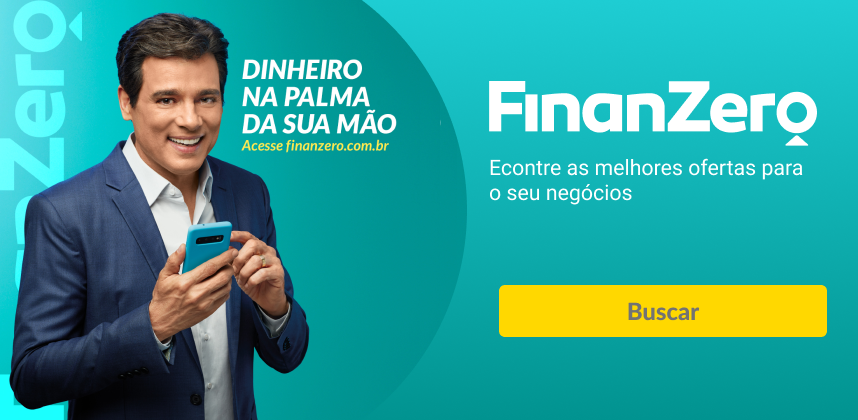 FinanZero
DINHEIRO
NA PALMA
DA SUA MÃO
Acesse finanzero.com.br
FinanZero
Econtre as melhores ofertas para
o seu negócios
Buscar